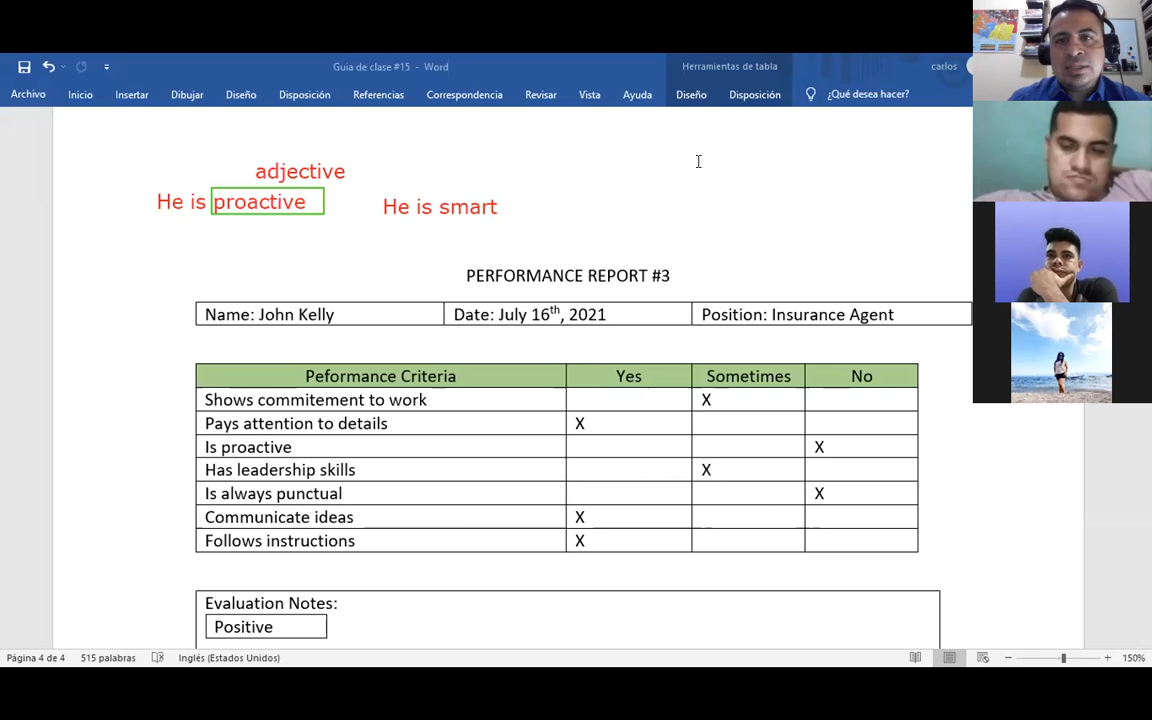 Guia de clase #15 - Word
Herramientas de tabla
carlos
Archivo Inicio Insertar Dibujar Diseño Disposición Referencias Correspondencia Revisar Vista Ayuda Diseño Disposición ¿Qué desea hacer?
adjective
He is proactive
He is smart
PERFORMANCE REPORT #3
Name: John Kelly Date: July 16th, 2021 Position: Insurance Agent
Peformance Criteria Yes Sometimes No
Shows commitement to work X
Pays attention to details X
Is proactive X
Has leadership skills X
Is always punctual X
Communicate ideas X
Follows instructions X
Evaluation Notes:
Positive
Página 4 de 4 515 palabras Inglés (Estados Unidos) 150%